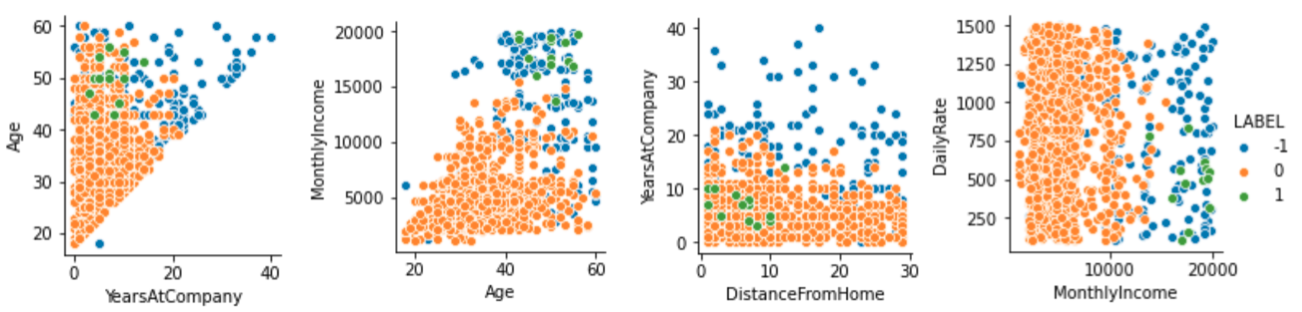 60
50
40
30
20
Age
0 20 40
YearsAtCompany
20000
15000
10000
5000
MonthlyIncome
20 40 60
Age
40
30
20
10
0
YearsAtCompany
0 10 20 30
DistanceFromHome
1500
1250
1000
750
500
250
DailyRate
10000 20000
MonthlyIncome
LABEL
-1
0
1